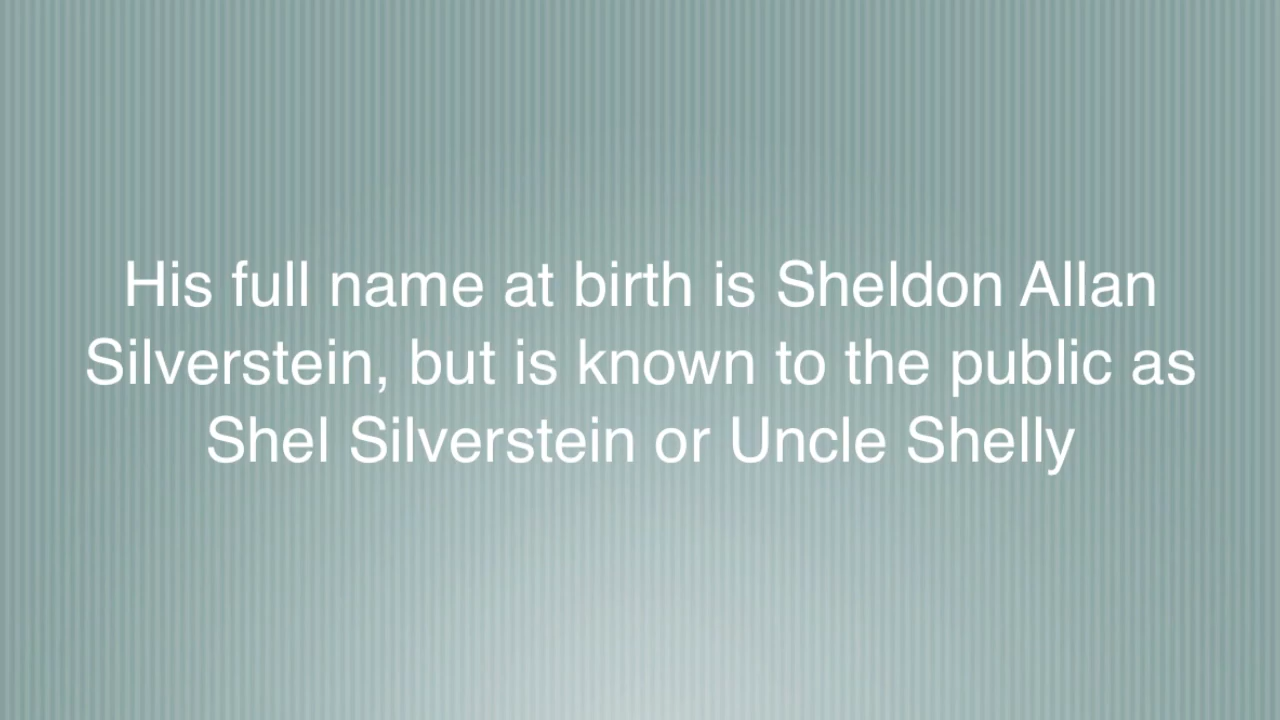 His full name at birth is Sheldon Allan
Silverstein, but is known to the public as
Shel Silverstein or Uncle Shelly